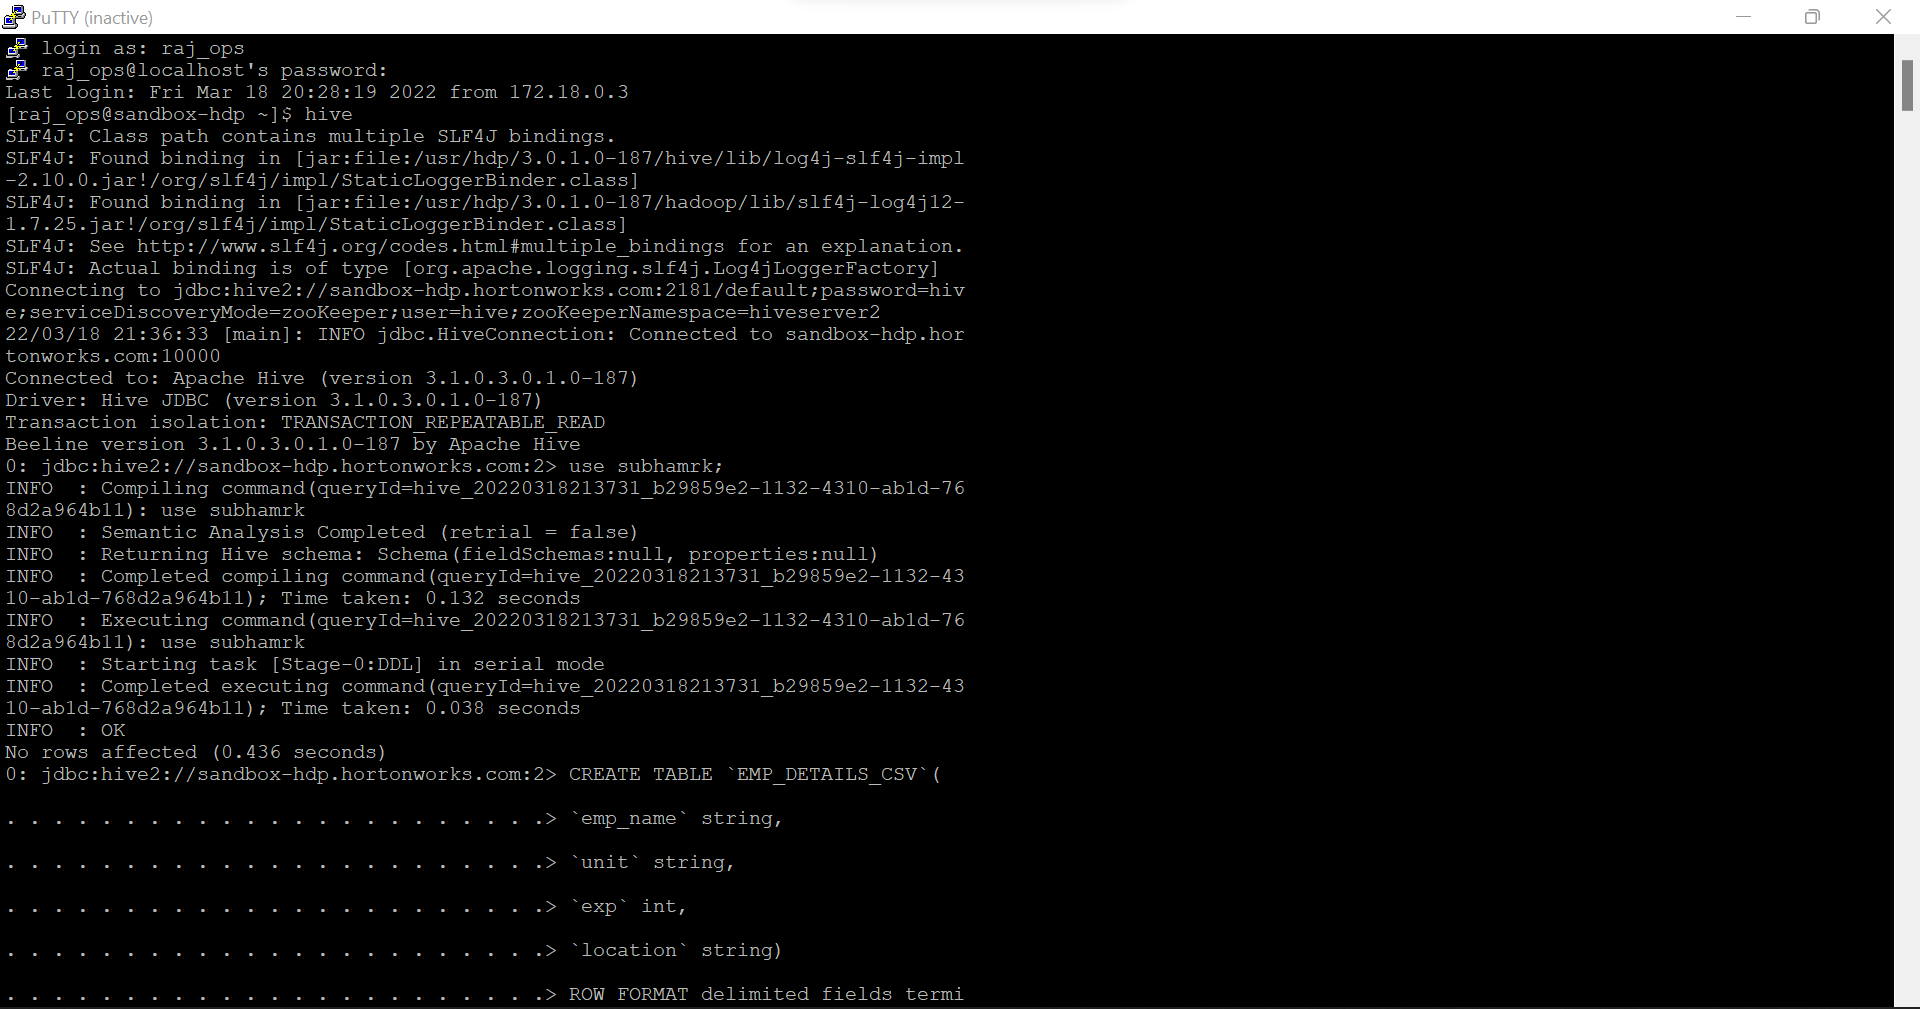 PuTTY (inactive)
login as: raj_ops
raj_ops@localhost's password:
Last login: Fri Mar 18 20:28:19 2022 from 172.18.0.3
[raj_ops@sandbox-hdp ~]$ hive
SLF4J: Class path contains multiple SLF4J bindings.
SLF4J: Found binding in [jar:file:/usr/hdp/3.0.1.0-187/hive/lib/log4j-slf4j-impl
-2.10.0.jar!/org/slf4j/impl/StaticLoggerBinder.class]
SLF4J: Found binding in [jar:file:/usr/hdp/3.0.1.0-187/hadoop/lib/slf4j-log4j12-
1.7.25.jar!/org/slf4j/impl/StaticLoggerBinder.class]
SLF4J: See http://www.slf4j.org/codes.html#multiple_bindings for an explanation.
SLF4J: Actual binding is of type [org.apache.logging.slf4j.Log4jLoggerFactory]
Connecting to jdbc:hive2://sandbox-hdp.hortonworks.com:2181/default;password=hiv
e;serviceDiscoveryMode=zooKeeper;user=hive;zooKeeperNamespace=hiveserver2
22/03/18 21:36:33 [main]: INFO jdbc.HiveConnection: Connected to sandbox-hdp.hor
tonworks.com:10000
Connected to: Apache Hive (version 3.1.0.3.0.1.0-187)
Driver: Hive JDBC (version 3.1.0.3.0.1.0-187)
Transaction isolation: TRANSACTION_REPEATABLE_READ
Beeline version 3.1.0.3.0.1.0-187 by Apache Hive
0: jdbc:hive2://sandbox-hdp.hortonworks.com:2> use subhamrk;
INFO  : Compiling command(queryId=hive_20220318213731_b29859e2-1132-4310-ab1d-76
8d2a964b11): use subhamrk
INFO  : Semantic Analysis Completed (retrial = false)
INFO  : Returning Hive schema: Schema(fieldSchemas:null, properties:null)
INFO  : Completed compiling command(queryId=hive_20220318213731_b29859e2-1132-43
10-ab1d-768d2a964b11); Time taken: 0.132 seconds
INFO  : Executing command(queryId=hive_20220318213731_b29859e2-1132-4310-ab1d-76
8d2a964b11): use subhamrk
INFO  : Starting task [Stage-0:DDL] in serial mode
INFO  : Completed executing command(queryId=hive_20220318213731_b29859e2-1132-43
10-ab1d-768d2a964b11); Time taken: 0.038 seconds
INFO  : OK
No rows affected (0.436 seconds)
0: jdbc:hive2://sandbox-hdp.hortonworks.com:2> CREATE TABLE `EMP_DETAILS_CSV`(
. . . . . . . . . . . . . . . . . . . . . . .> `emp_name` string,
. . . . . . . . . . . . . . . . . . . . . . .> `unit` string,
. . . . . . . . . . . . . . . . . . . . . . .> `exp` int,
. . . . . . . . . . . . . . . . . . . . . . .> `location` string)
. . . . . . . . . . . . . . . . . . . . . . .> ROW FORMAT delimited fields termi